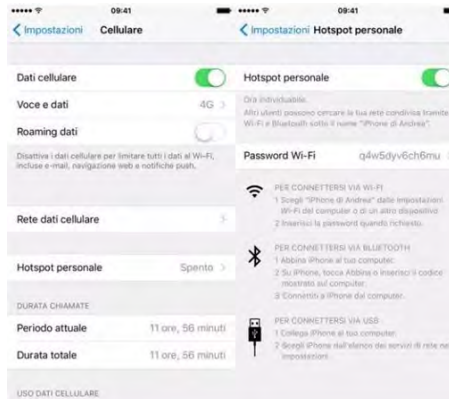 09:41
Impostazioni Cellulare
Dati cellulare
Voce e dati 4G
Roaming dati
Disattiva i dati cellulare per limitare tutti i dati al Wi-Fi,
incluse e-mail, navigazione web e notifiche push.
Rete dati cellulare
Hotspot personale Spento
DURATA CHIAMATE
Periodo attuale 11 ore, 56 minuti
Durata totale 11 ore, 56 minuti
USO DATI CELLULARE
09:41
Impostazioni Hotspot personale
Hotspot personale
Ora individuabile.
Altri utenti possono cercare la tua rete condivisa tramite
Wi-Fi e Bluetooth sotto il nome "iPhone di Andrea".
Password Wi-Fi q4w5dyv6ch6mu
PER CONNETTERSI VIA WI-FI
1 Scegli "iPhone di Andrea" dalle impostazioni
Wi-Fi del computer o di un altro dispositivo
2 Inserisci la password quando richiesto.
PER CONNETTERSI VIA BLUETOOTH
1 Abbina iPhone al tuo computer.
2 Su iPhone, tocca Abbina o inserisci il codice
mostrato sul computer.
3 Connettiti a iPhone dal computer.
PER CONNETTERSI VIA USB
1 Collega iPhone al tuo computer.
2 Scegli iPhone dall'elenco dei servizi di rete nelle
impostazioni.